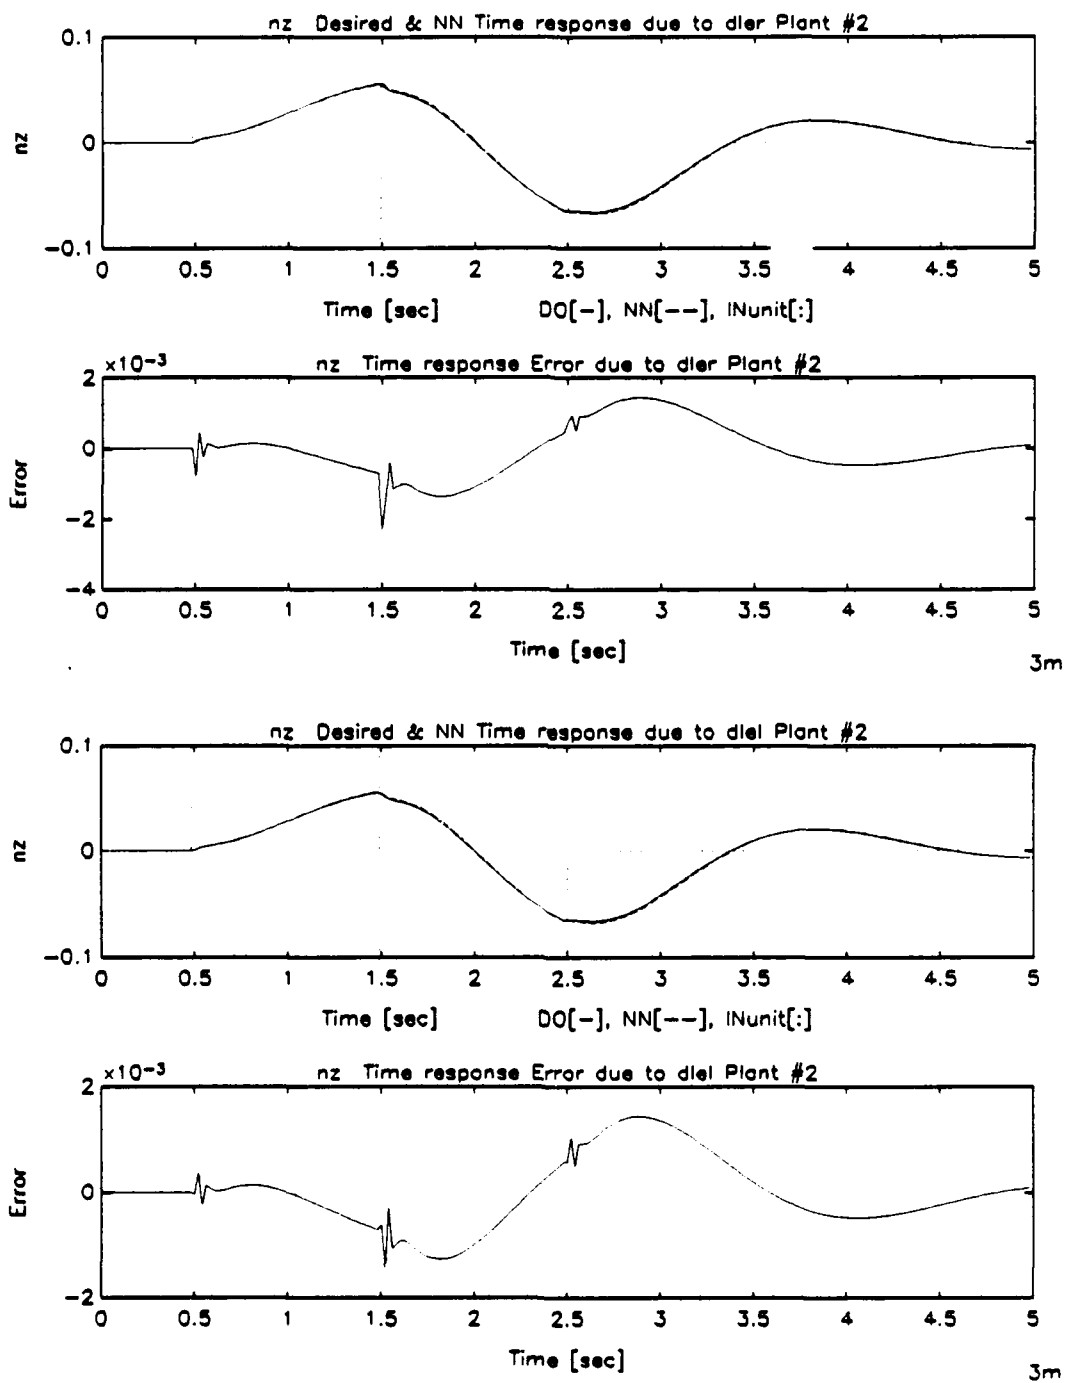 nz Desired & NN Time response due to dler Plant #2
0.1
0
-0.1
nz
0 0.5 1 1.5 2 2.5 3 3.5 4 4.5 5
Time [sec] DO[-], NN[--], INunit[:]
×10-3 nz Time response Error due to dler Plant #2
2
0
-2
-4
Error
0 0.5 1 1.5 2 2.5 3 3.5 4 4.5 5
Time [sec]
3m
nz Desired & NN Time response due to dlel Plant #2
0.1
0
-0.1
nz
0 0.5 1 1.5 2 2.5 3 3.5 4 4.5 5
Time [sec] DO[-], NN[--], INunit[:]
×10-3 nz Time response Error due to dlel Plant #2
2
0
-2
Error
0 0.5 1 1.5 2 2.5 3 3.5 4 4.5 5
Time [sec]
3m